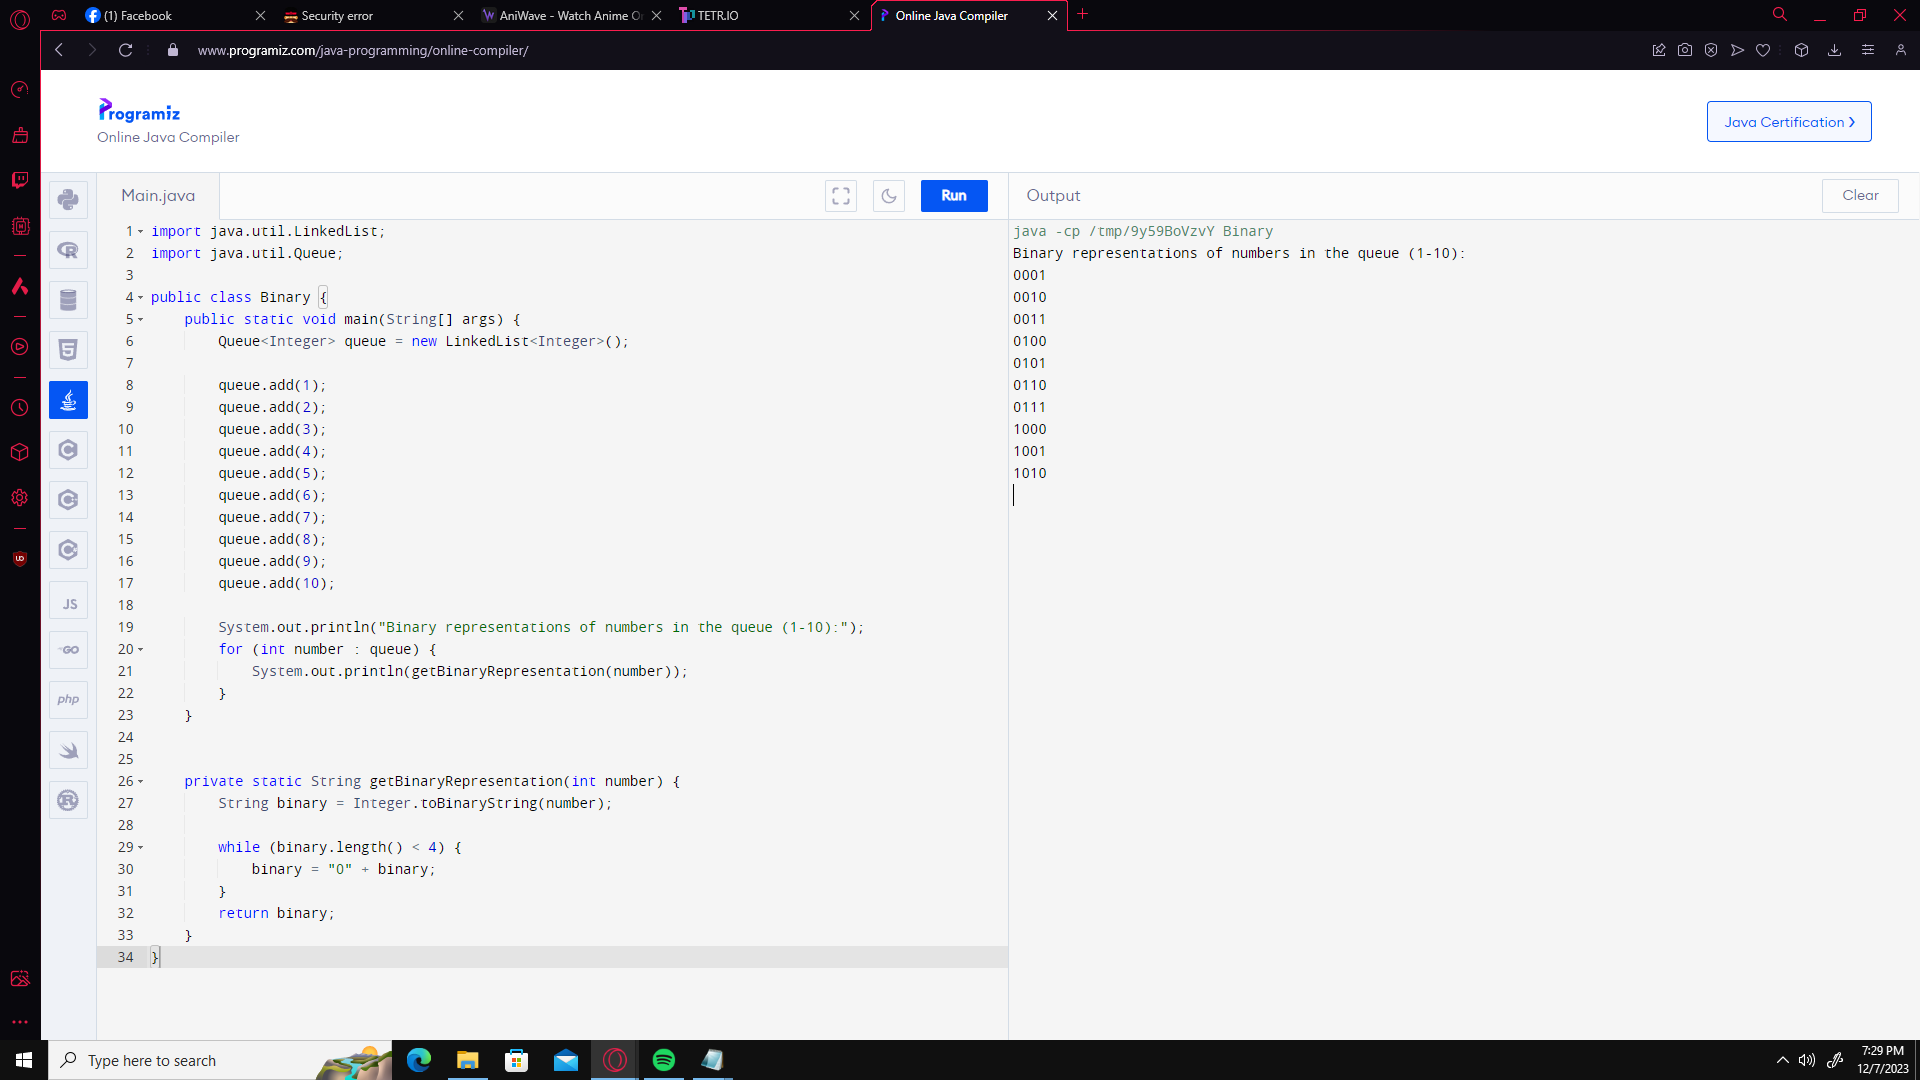 (1) Facebook
Security error
AniWave - Watch Anime O
TETR.IO
Online Java Compiler
www.programiz.com/java-programming/online-compiler/
Programiz
Online Java Compiler
Java Certification
Main.java
Run
Output
Clear
1 import java.util.LinkedList;
2 import java.util.Queue;
3
4 public class Binary {
5     public static void main(String[] args) {
6         Queue<Integer> queue = new LinkedList<Integer>();
7
8         queue.add(1);
9         queue.add(2);
10         queue.add(3);
11         queue.add(4);
12         queue.add(5);
13         queue.add(6);
14         queue.add(7);
15         queue.add(8);
16         queue.add(9);
17         queue.add(10);
18
19         System.out.println("Binary representations of numbers in the queue (1-10):");
20         for (int number : queue) {
21             System.out.println(getBinaryRepresentation(number));
22         }
23     }
24
25
26     private static String getBinaryRepresentation(int number) {
27         String binary = Integer.toBinaryString(number);
28
29         while (binary.length() < 4) {
30             binary = "0" + binary;
31         }
32         return binary;
33     }
34 }
java -cp /tmp/9y59BoVzvY Binary
Binary representations of numbers in the queue (1-10):
0001
0010
0011
0100
0101
0110
0111
1000
1001
1010
JS
GO
php
Type here to search
7:29 PM
12/7/2023